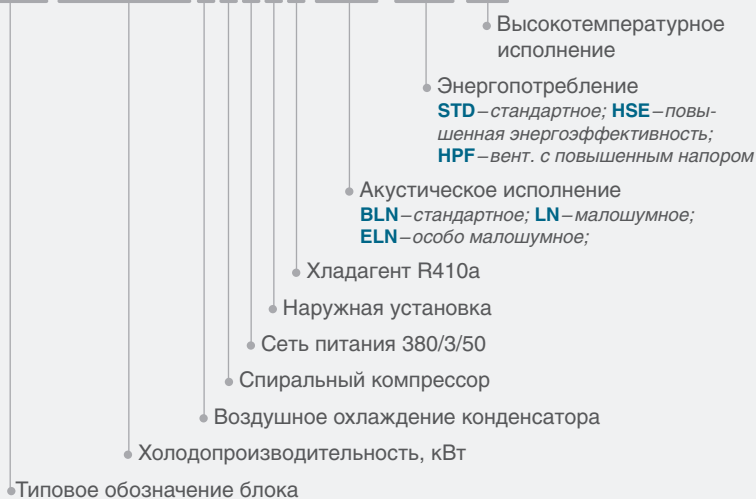 Высокотемпературное
исполнение
Энергопотребление
STD–стандартное; HSE–повы-
шенная энергоэффективность;
HPF–вент. с повышенным напором
Акустическое исполнение
BLN–стандартное; LN–малошумное;
ELN–особо малошумное;
Хладагент R410a
Наружная установка
Сеть питания 380/3/50
Спиральный компрессор
Воздушное охлаждение конденсатора
Холодопроизводительность, кВт
Типовое обозначение блока